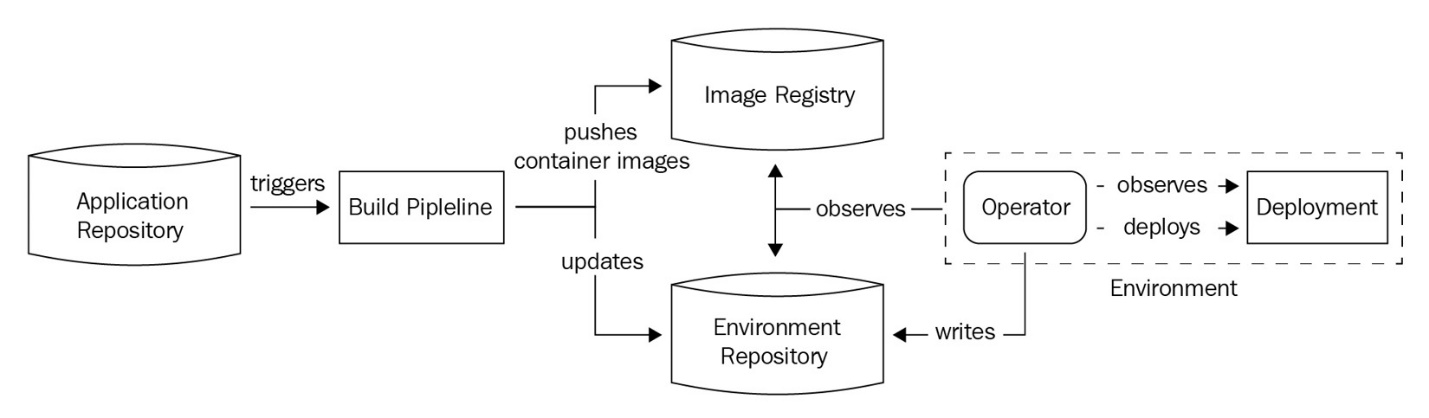 Application
Repository
triggers
Build Pipleline
pushes
container images
updates
Image Registry
observes
Environment
Repository
writes
Operator
observes
deploys
Deployment
Environment